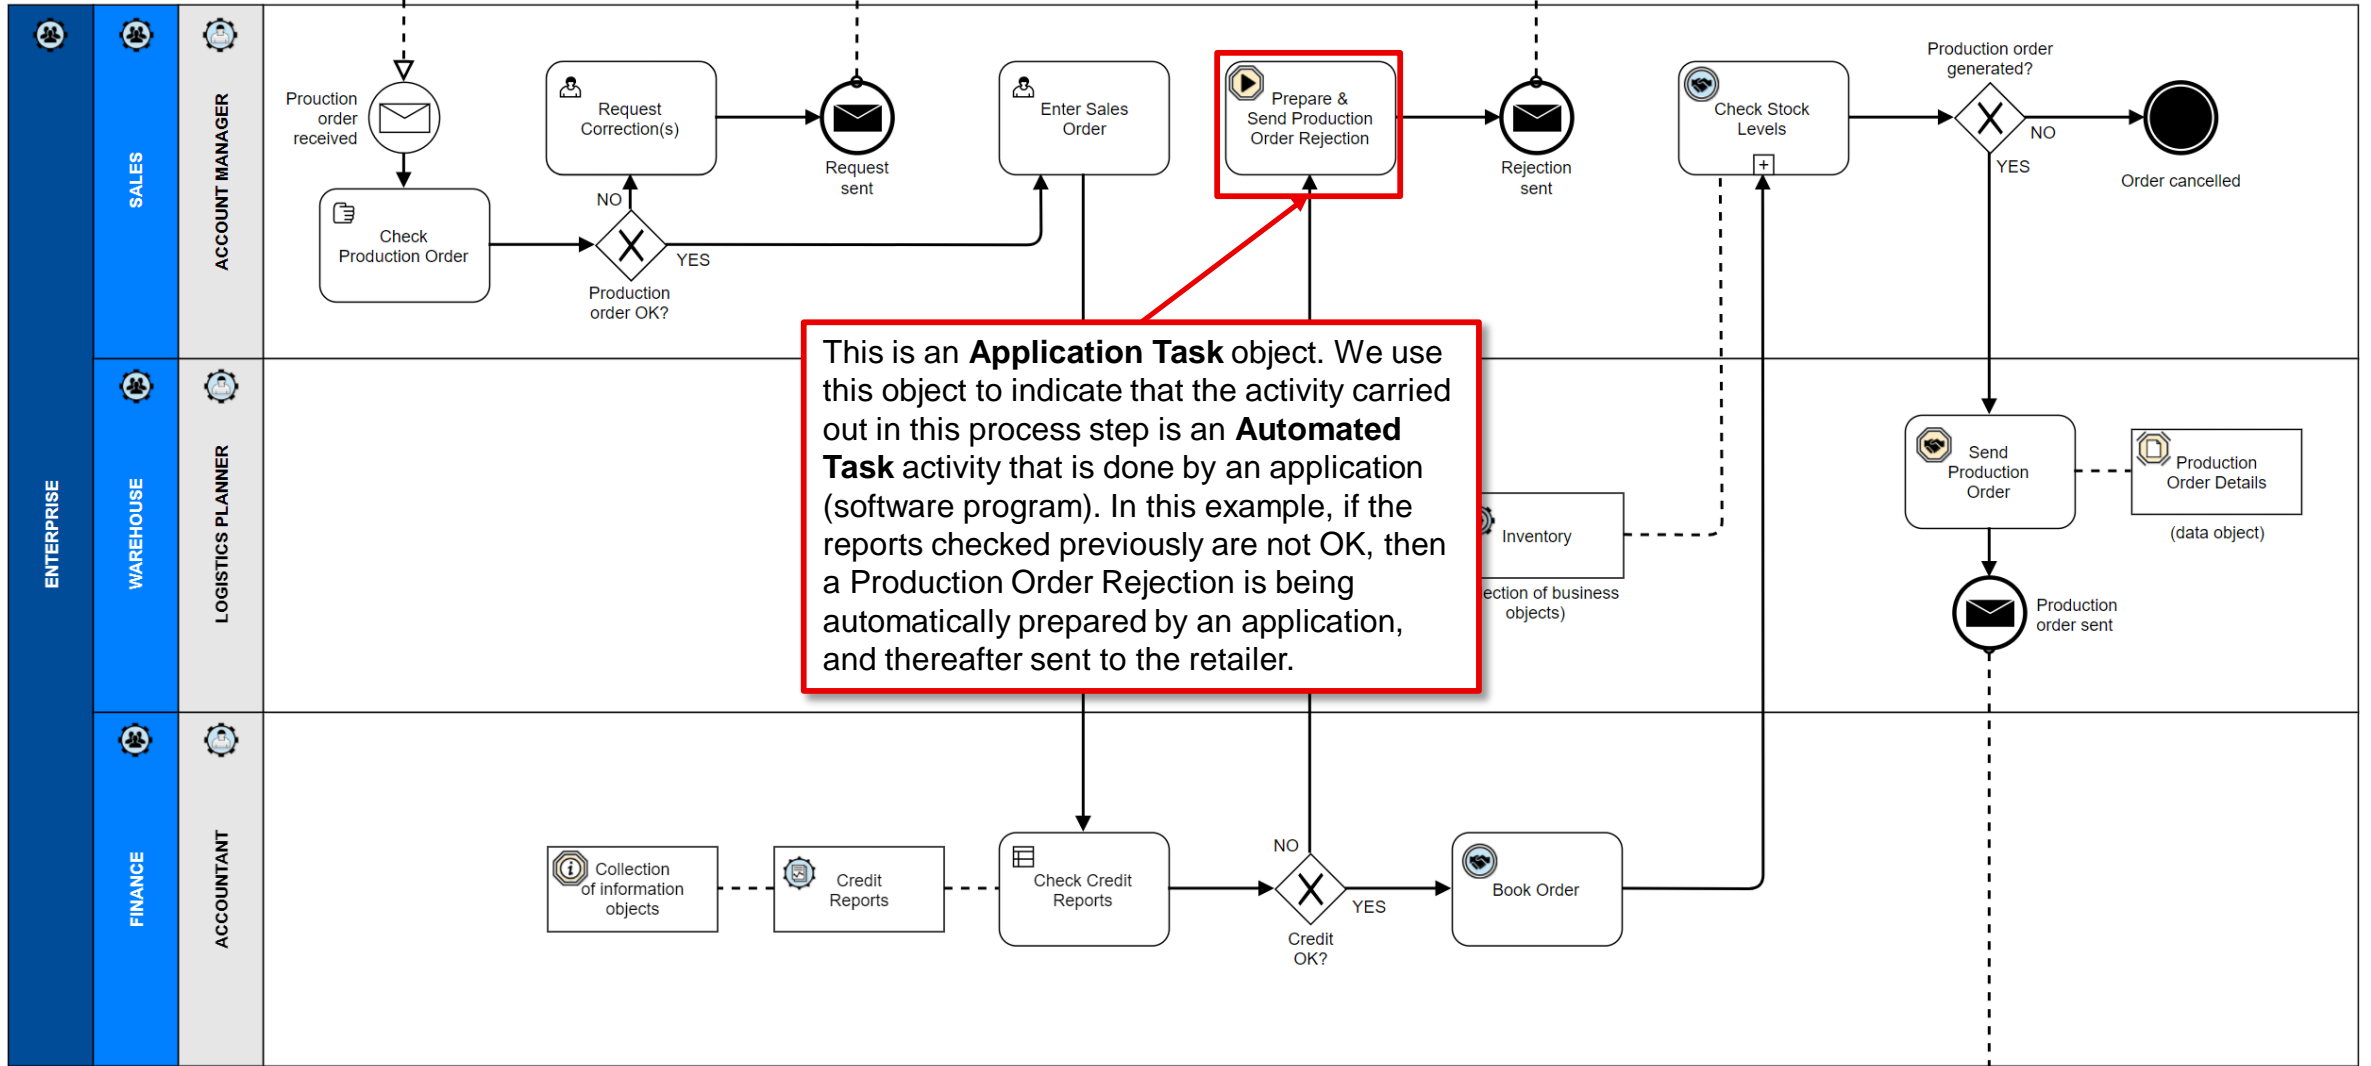 ENTERPRISE
SALES
ACCOUNT MANAGER
Prouction
order
received
Check
Production Order
Request
Correction(s)
NO
YES
Production
order OK?
Request
sent
Enter Sales
Order
Prepare &
Send Production
Order Rejection
Rejection
sent
Check Stock
Levels
Production order
generated?
NO
YES
Order cancelled
This is an Application Task object. We use
this object to indicate that the activity carried
out in this process step is an Automated
Task activity that is done by an application
(software program). In this example, if the
reports checked previously are not OK, then
a Production Order Rejection is being
automatically prepared by an application,
and thereafter sent to the retailer.
WAREHOUSE
LOGISTICS PLANNER
Inventory
of business
objects)
Send
Production
Order
Production
Order Details
(data object)
Production
order sent
FINANCE
ACCOUNTANT
Collection
of information
objects
Credit
Reports
Check Credit
Reports
NO
YES
Credit
OK?
Book Order